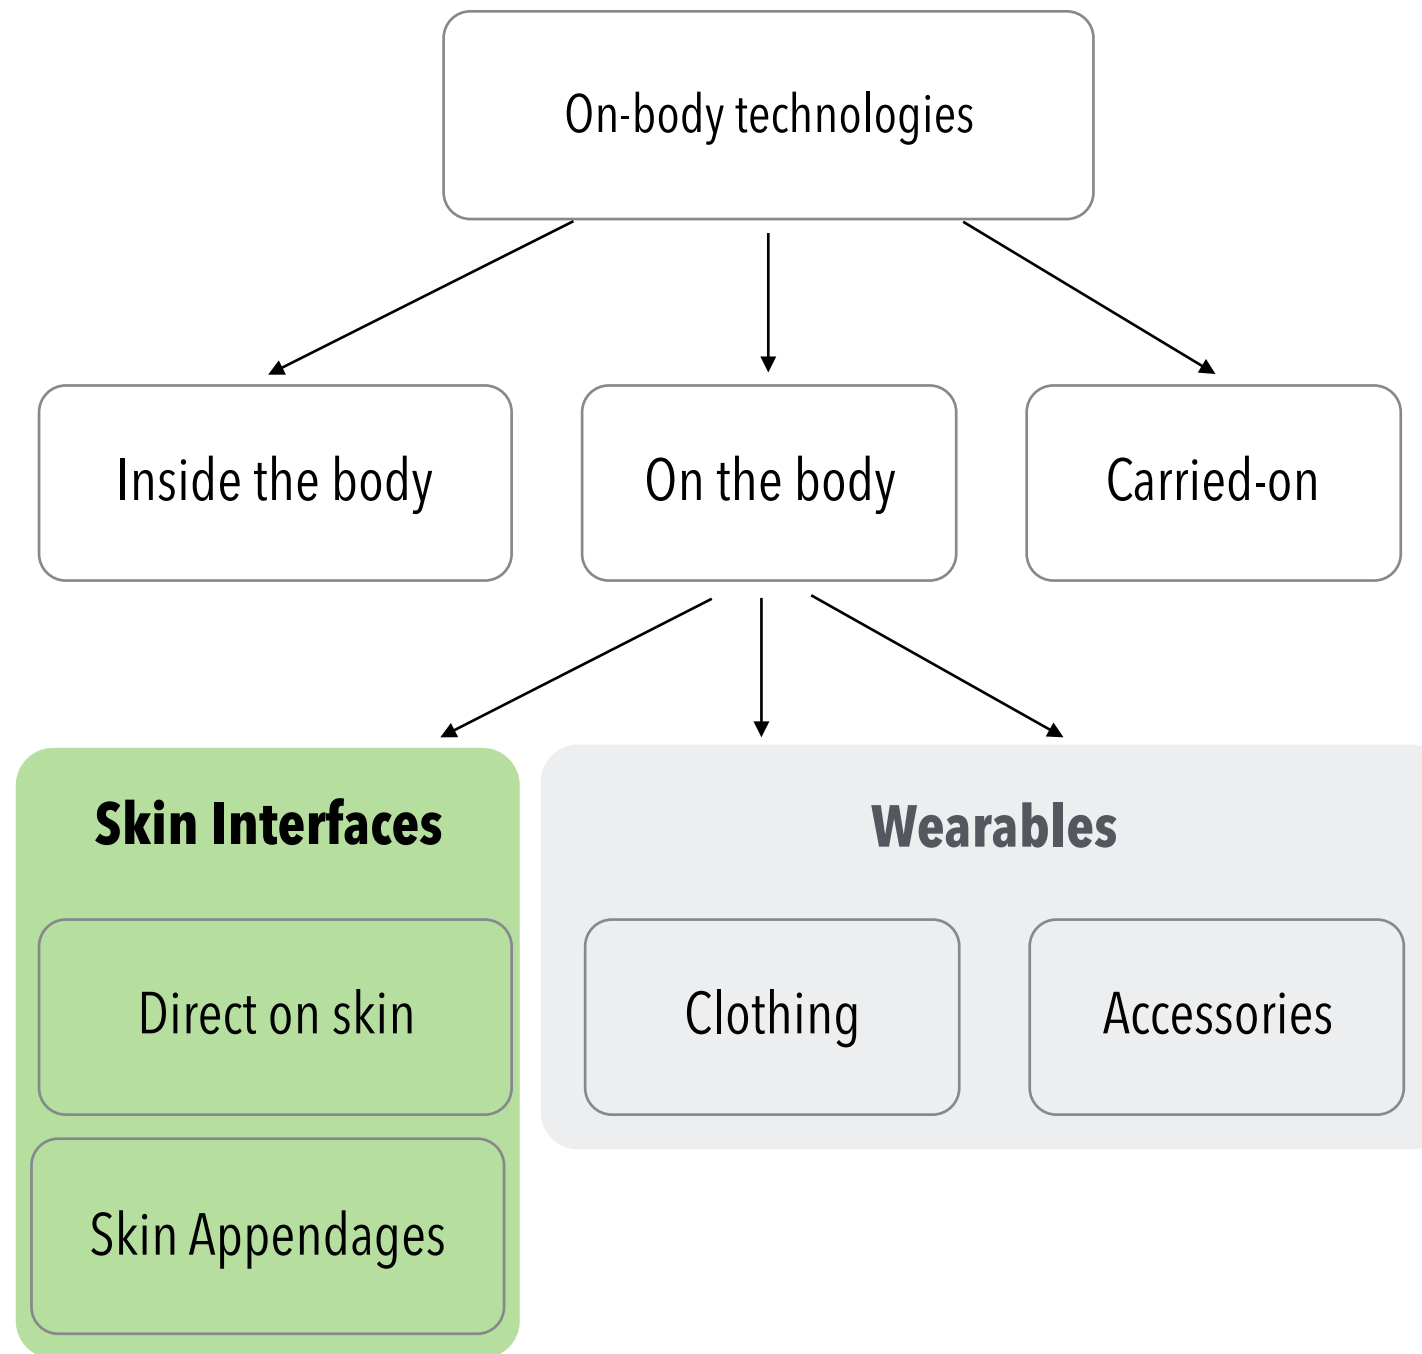 On-body technologies
Inside the body
On the body
Carried-on
Skin Interfaces
Wearables
Direct on skin
Clothing
Accessories
Skin Appendages